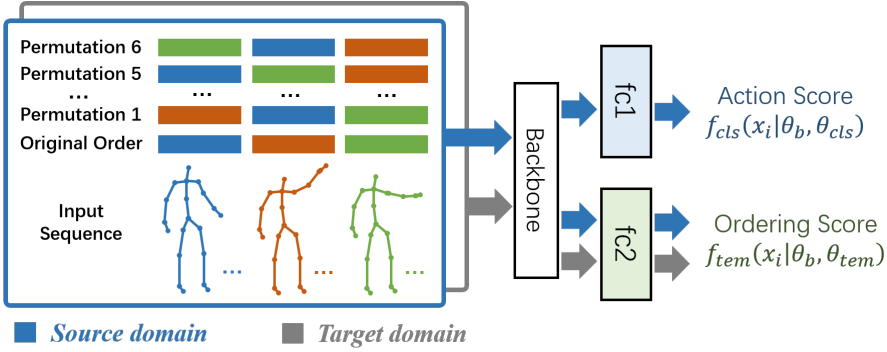 Permutation 6
Permutation 5
... ... ... ...
Permutation 1
Original Order
Input
Sequence
... ... ...
Backbone
fc1
fc2
Action Score
f_cls(x_i|θ_b, θ_cls)
Ordering Score
f_tem(x_i|θ_b, θ_tem)
Source domain
Target domain